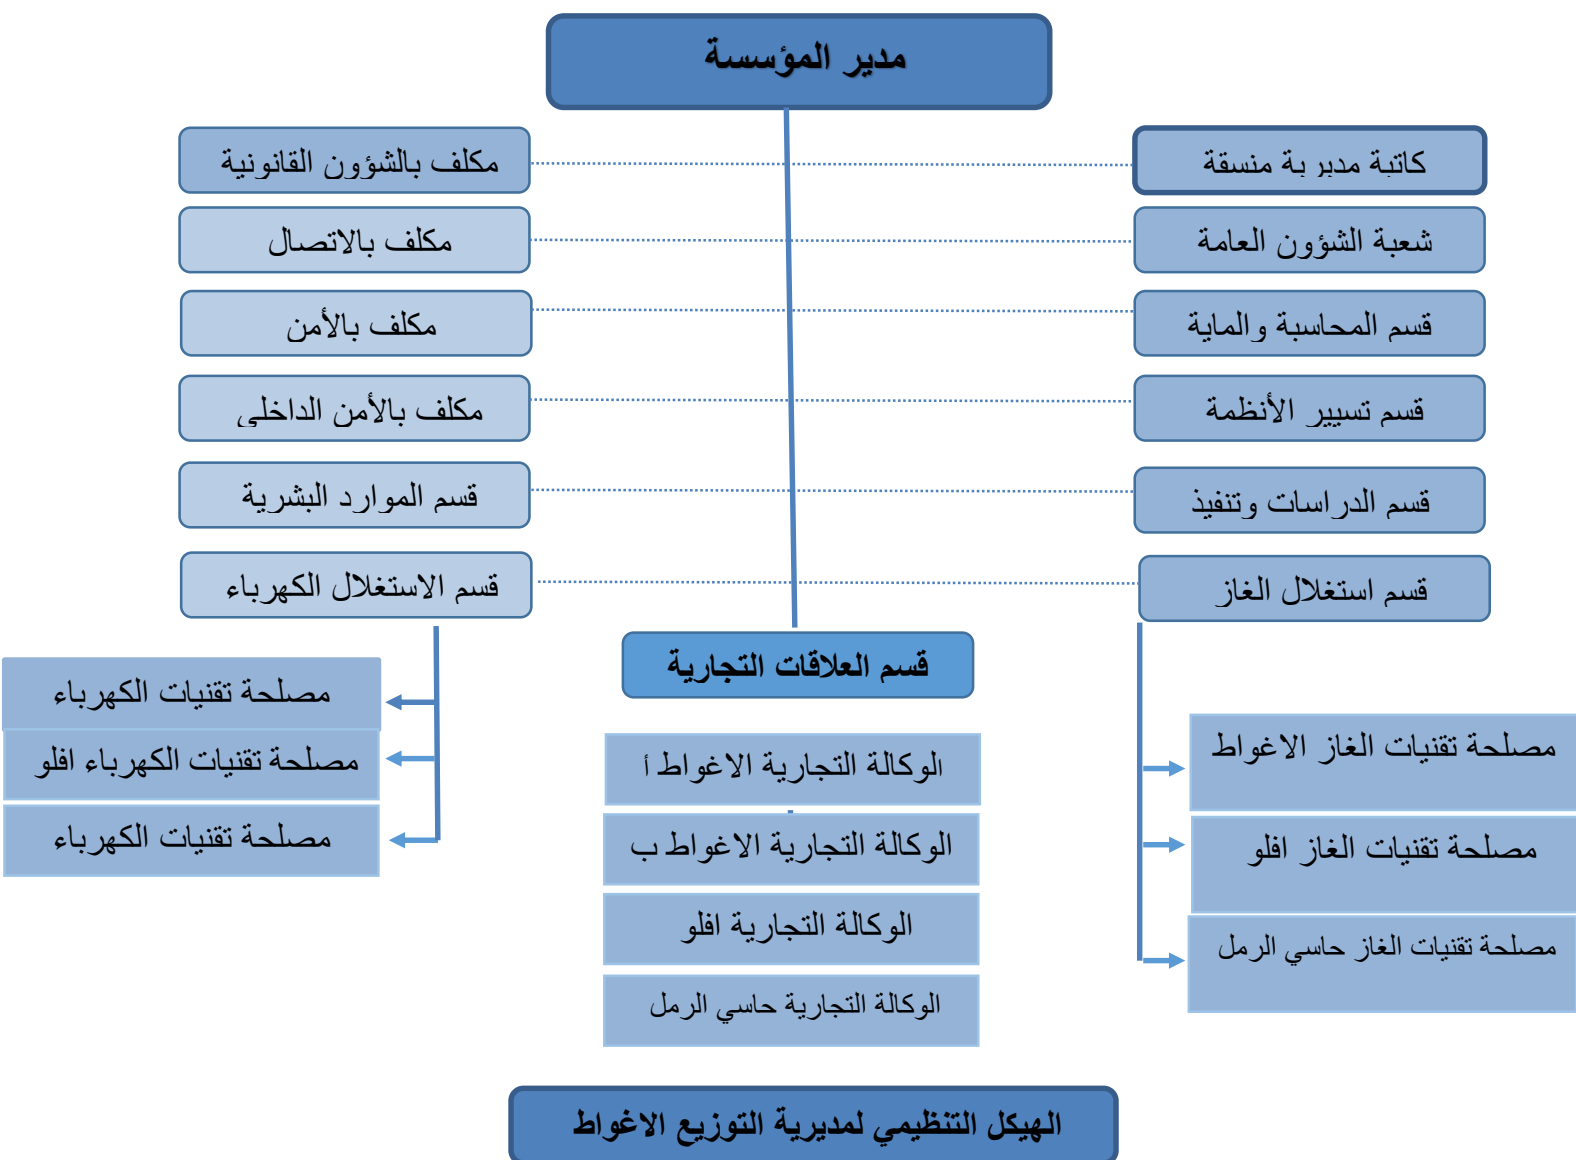 مدير المؤسسة
كاتبة مديرية منسقة
مكلف بالشؤون القانونية
شعبة الشؤون العامة
مكلف بالاتصال
قسم المحاسبة والماية
مكلف بالأمن
قسم تسيير الأنظمة
مكلف بالأمن الداخلي
قسم الدراسات وتنفيذ
قسم الموارد البشرية
قسم استغلال الغاز
قسم الاستغلال الكهرباء
قسم العلاقات التجارية
مصلحة تقنيات الغاز الاغواط
مصلحة تقنيات الغاز افلو
مصلحة تقنيات الغاز حاسي الرمل
الوكالة التجارية الاغواط أ
الوكالة التجارية الاغواط ب
الوكالة التجارية افلو
الوكالة التجارية حاسي الرمل
مصلحة تقنيات الكهرباء
مصلحة تقنيات الكهرباء افلو
مصلحة تقنيات الكهرباء
الهيكل التنظيمي لمديرية التوزيع الاغواط